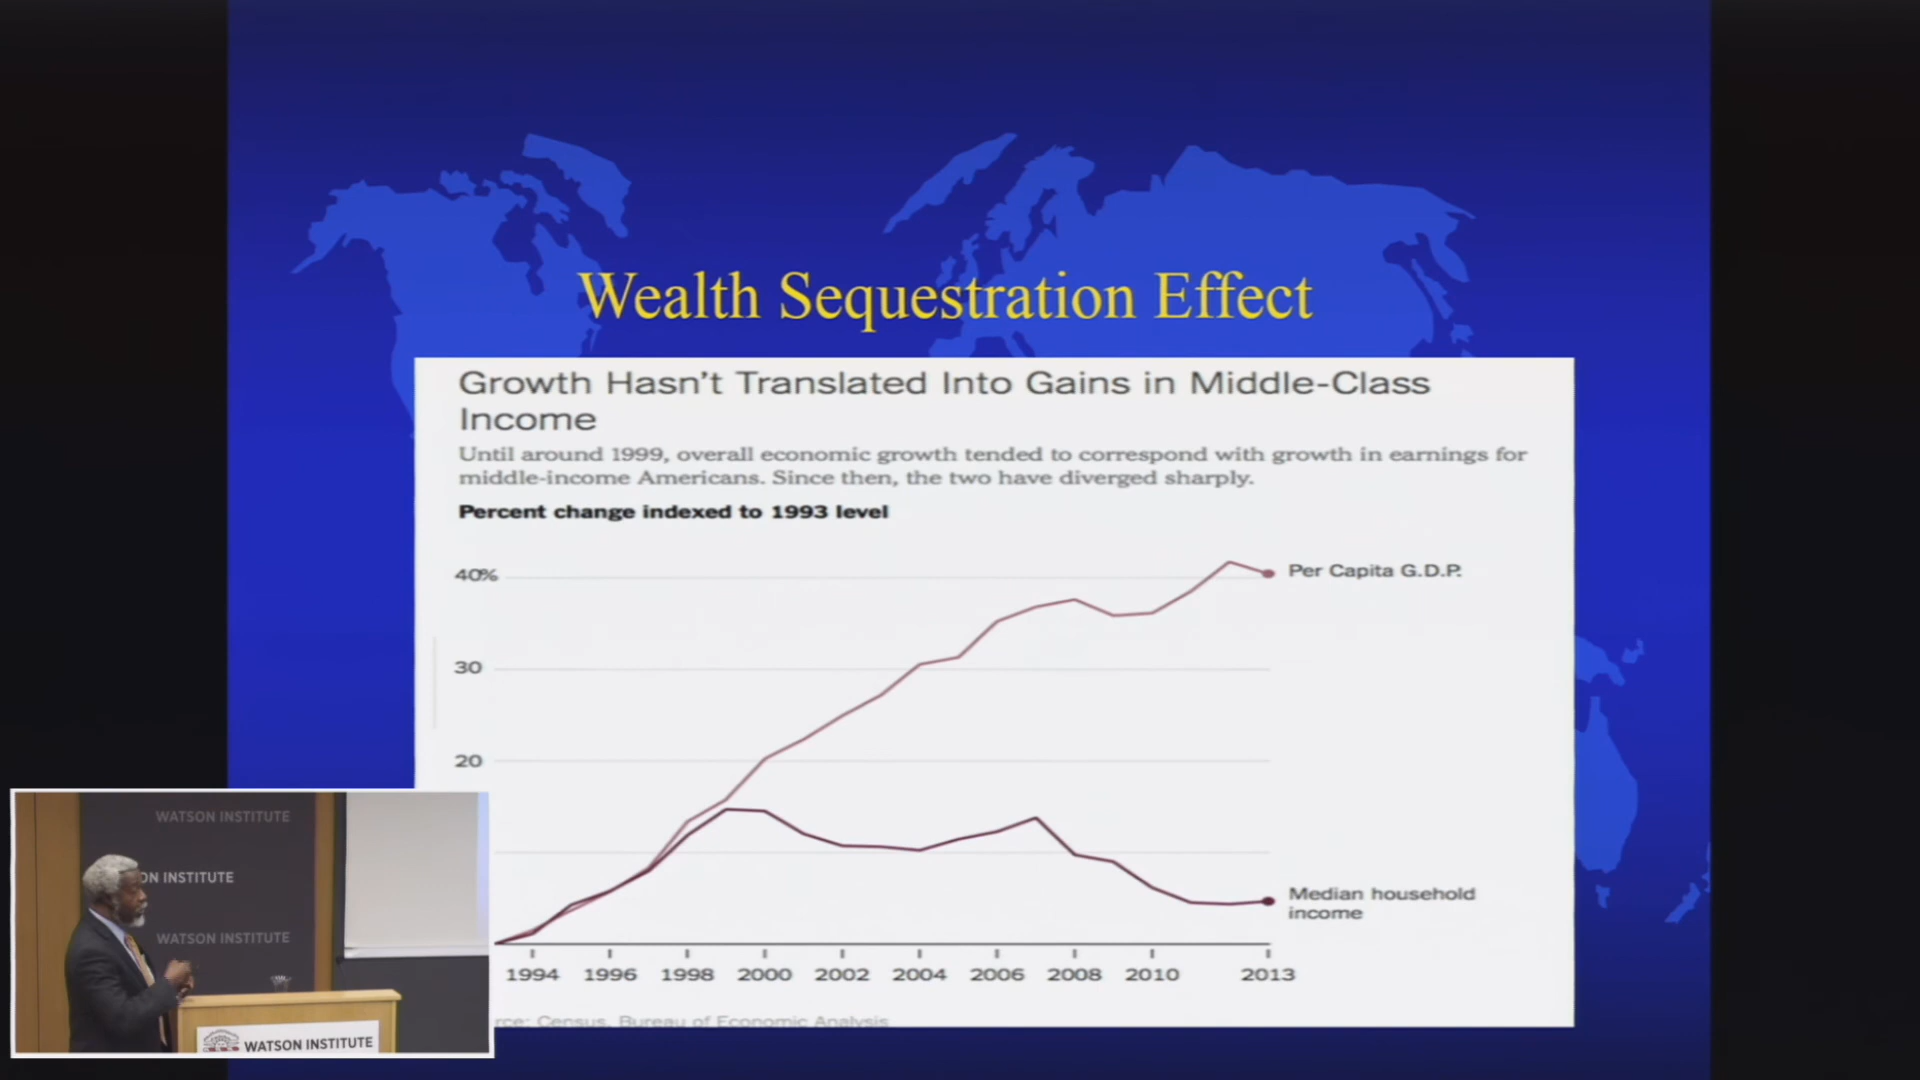 Wealth Sequestration Effect
Growth Hasn't Translated Into Gains in Middle-Class
Income
Until around 1999, overall economic growth tended to correspond with growth in earnings for
middle-income Americans. Since then, the two have diverged sharply.
Percent change indexed to 1993 level
40%
Per Capita G.D.P.
30
20
Median household
income
1994 1996 1998 2000 2002 2004 2006 2008 2010 2013
Census, Bureau of Economic Analysis
WATSON INSTITUTE
INSTITUTE
WATSON INSTITUTE
WATSON INSTITUTE